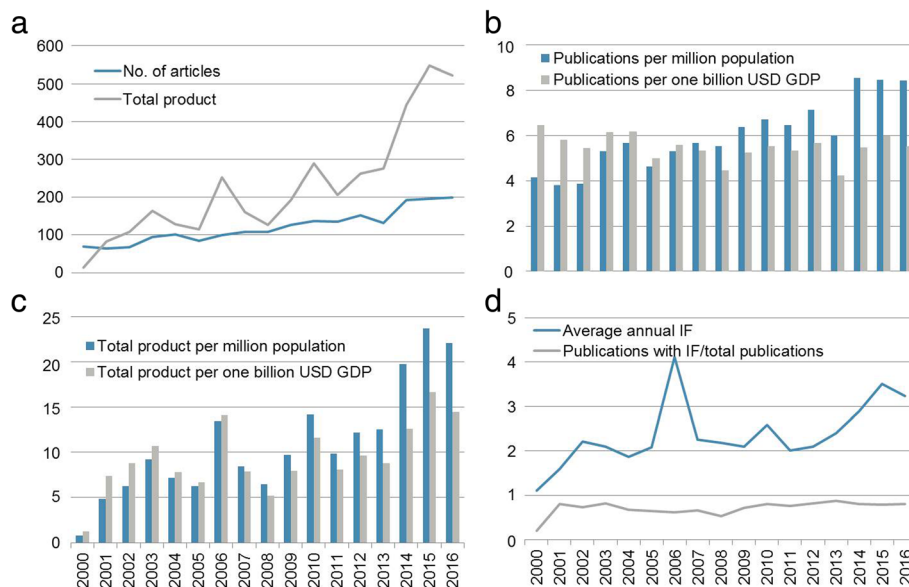 a
600
500
400
300
200
100
0
No. of articles
Total product
b
10
8
6
4
2
0
Publications per million population
Publications per one billion USD GDP
c
25
20
15
10
5
0
Total product per million population
Total product per one billion USD GDP
2000 2001 2002 2003 2004 2005 2006 2007 2008 2009 2010 2011 2012 2013 2014 2015 2016
d
5
4
3
2
1
0
Average annual IF
Publications with IF/total publications
2000 2001 2002 2003 2004 2005 2006 2007 2008 2009 2010 2011 2012 2013 2014 2015 2016